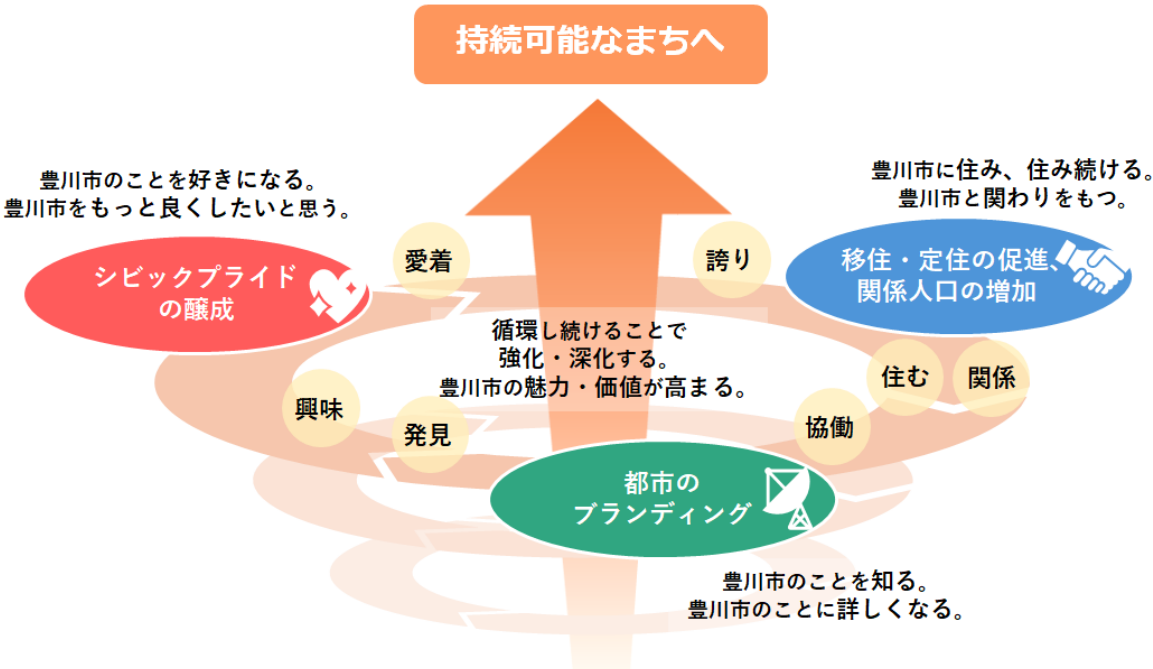 持続可能なまちへ
豊川市のことを好きになる。
豊川市をもっと良くしたいと思う。
豊川市に住み、住み続ける。
豊川市と関わりをもつ。
愛着
誇り
シビックプライド
の醸成
移住・定住の促進、
関係人口の増加
循環し続けることで
強化・深化する。
豊川市の魅力・価値が高まる。
興味
発見
住む
関係
協働
都市の
ブランディング
豊川市のことを知る。
豊川市のことに詳しくなる。